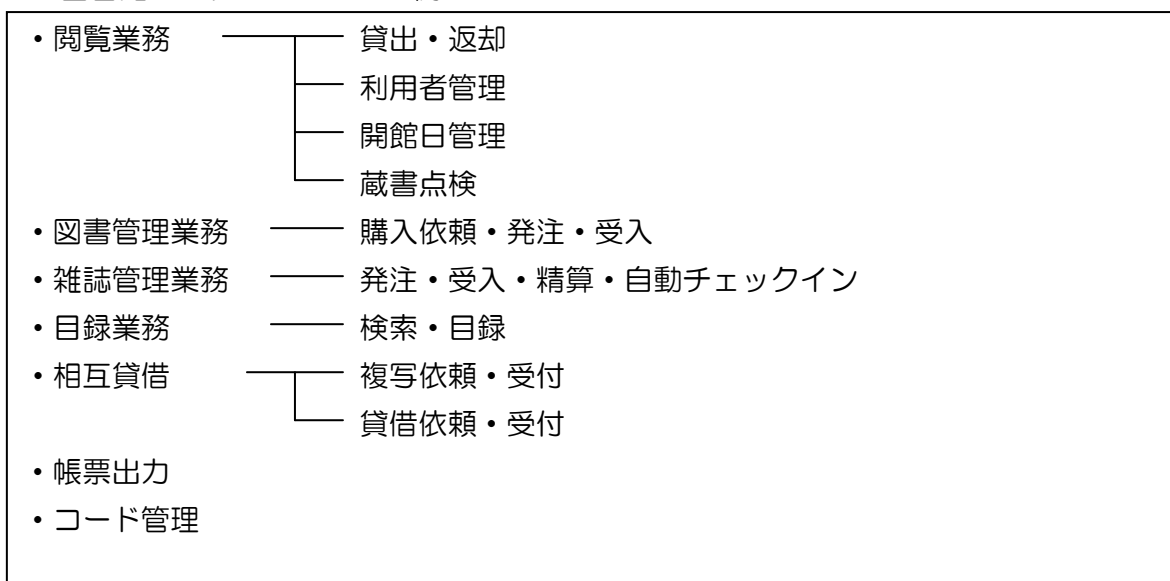 ・閲覧業務 貸出・返却
利用者管理
開館日管理
蔵書点検
・図書管理業務 購入依頼・発注・受入
・雑誌管理業務 発注・受入・精算・自動チェックイン
・目録業務 検索・目録
・相互貸借 複写依頼・受付
貸借依頼・受付
・帳票出力
・コード管理